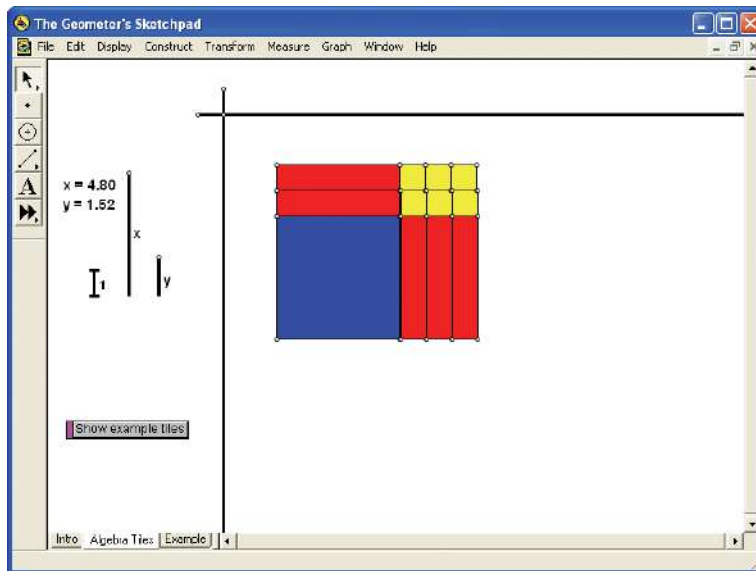 The Geometer's Sketchpad
File Edit Display Construct Transform Measure Graph Window Help
A
x = 4.80
y = 1.52
x
1
y
Show example tiles
Intro Algebra Tiles Example